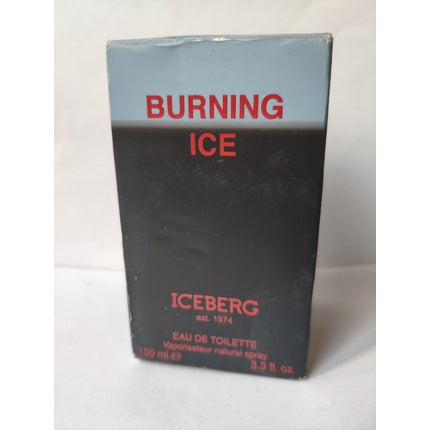 BURNING
ICE
ICEBERG
est. 1974
EAU DE TOILETTE
Vaporisateur natural spray
100 ml ℮ 3.3 fl. oz.